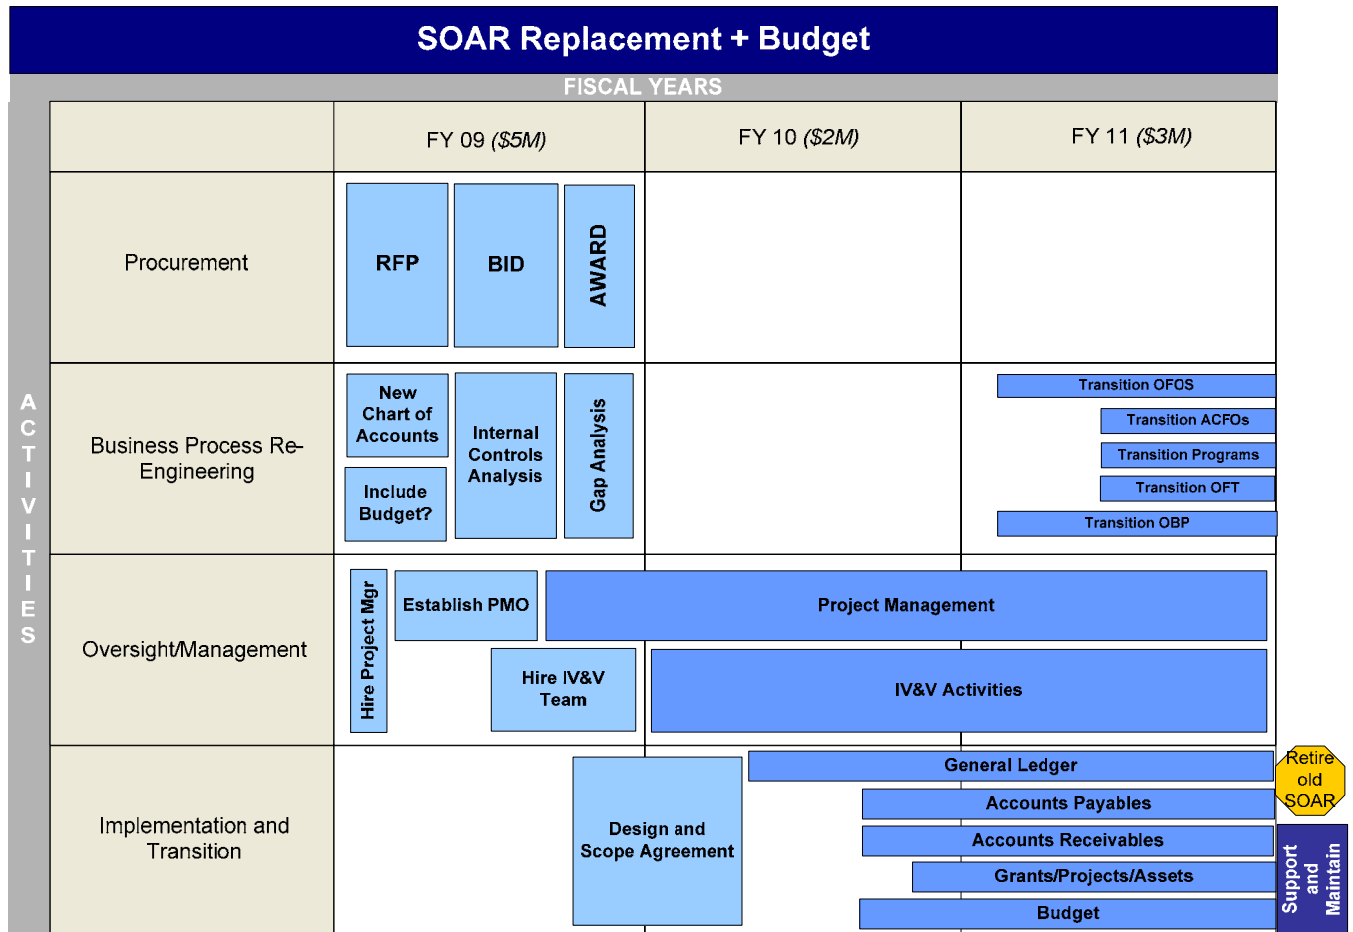 SOAR Replacement + Budget
FISCAL YEARS
FY 09 ($5M)
FY 10 ($2M)
FY 11 ($3M)
ACTIVITIES
Procurement
RFP
BID
AWARD
Business Process Re-
Engineering
New
Chart of
Accounts
Include
Budget?
Internal
Controls
Analysis
Gap Analysis
Transition OFOS
Transition ACFOs
Transition Programs
Transition OFT
Transition OBP
Oversight/Management
Hire Project Mgr
Establish PMO
Project Management
Hire IV&V
Team
IV&V Activities
Implementation and
Transition
Design and
Scope Agreement
General Ledger
Accounts Payables
Accounts Receivables
Grants/Projects/Assets
Budget
Retire
old
SOAR
Support
and
Maintain